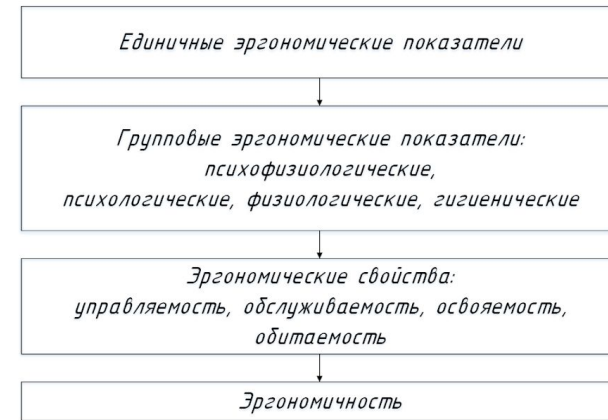 Единичные эргономические показатели
Групповые эргономические показатели:
психофизиологические,
психологические, физиологические, гигиенические
Эргономические свойства:
управляемость, обслуживаемость, освояемость,
обитаемость
Эргономичность